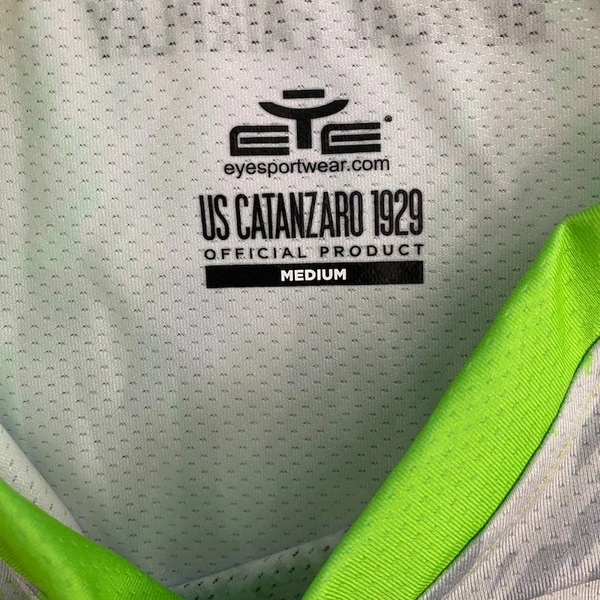 EYE®
eyesportwear.com
US CATANZARO 1929
OFFICIAL PRODUCT
MEDIUM